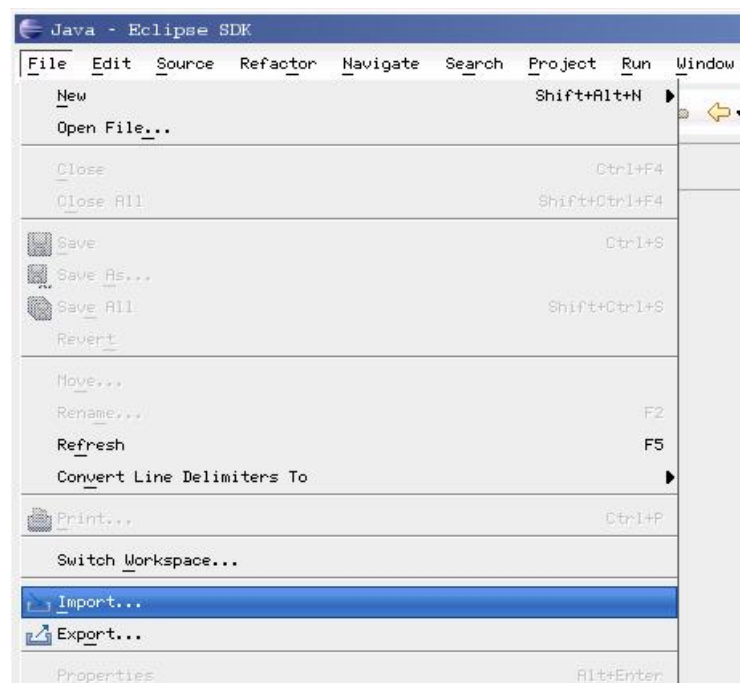 Java - Eclipse SDK
File Edit Source Refactor Navigate Search Project Run Window
New Shift+Alt+N
Open File...
Close Ctrl+F4
Close All Shift+Ctrl+F4
Save Ctrl+S
Save As...
Save All Shift+Ctrl+S
Revert
Move...
Rename... F2
Refresh F5
Convert Line Delimiters To
Print... Ctrl+P
Switch Workspace...
Import...
Export...
Properties Alt+Enter